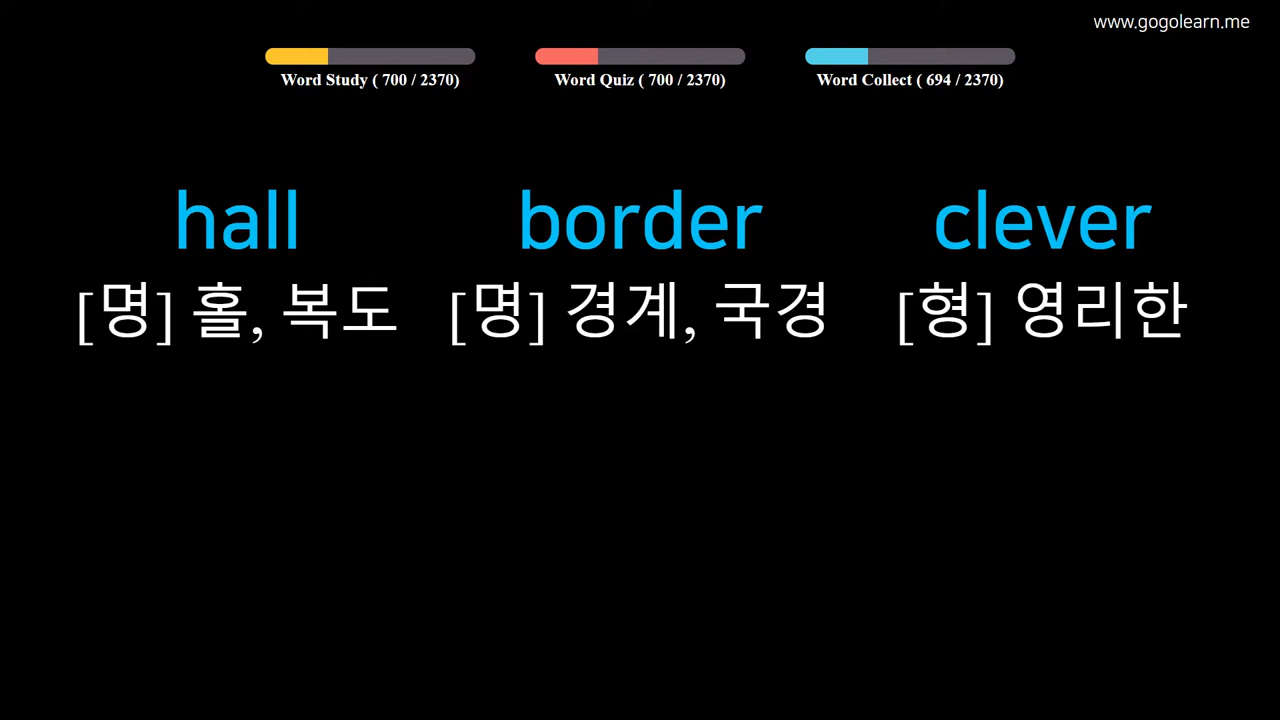 www.gogolearn.me
Word Study ( 700 / 2370)
Word Quiz ( 700 / 2370)
Word Collect ( 694 / 2370)
hall
[명] 홀, 복도
border
[명] 경계, 국경
clever
[형] 영리한